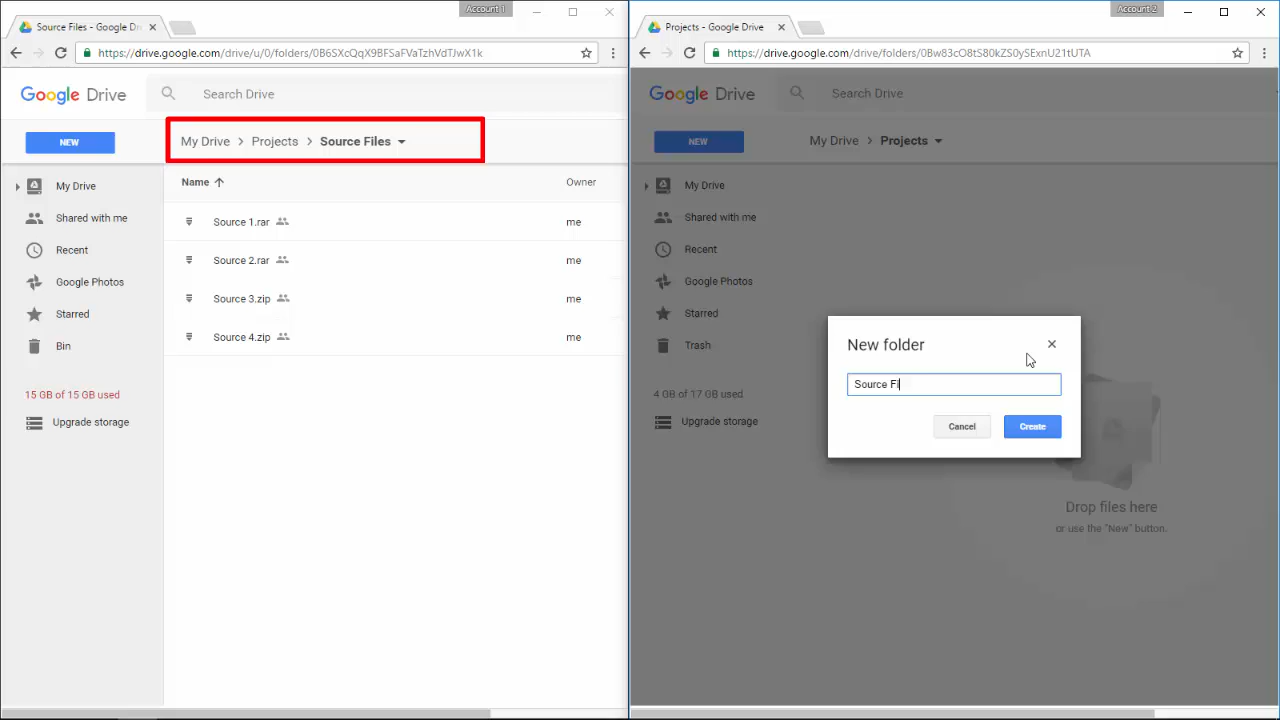 Account 1
Source Files - Google Dr
https://drive.google.com/drive/u/0/folders/0B6SXcQqX9BFSaFVaTzhVdTJwX1k
Google Drive
Search Drive
NEW
My Drive > Projects > Source Files
My Drive
Shared with me
Recent
Google Photos
Starred
Bin
15 GB of 15 GB used
Upgrade storage
Name
Owner
Source 1.rar
me
Source 2.rar
me
Source 3.zip
me
Source 4.zip
me
Account 2
Projects - Google Drive
https://drive.google.com/drive/folders/0Bw83cO8tS80kZS0ySExnU21tUTA
Google Drive
Search Drive
NEW
My Drive > Projects
My Drive
Shared with me
Recent
Google Photos
Starred
Trash
4 GB of 17 GB used
Upgrade storage
New folder
Source Fi
Cancel
Create
Drop files here
or use the "New" button.